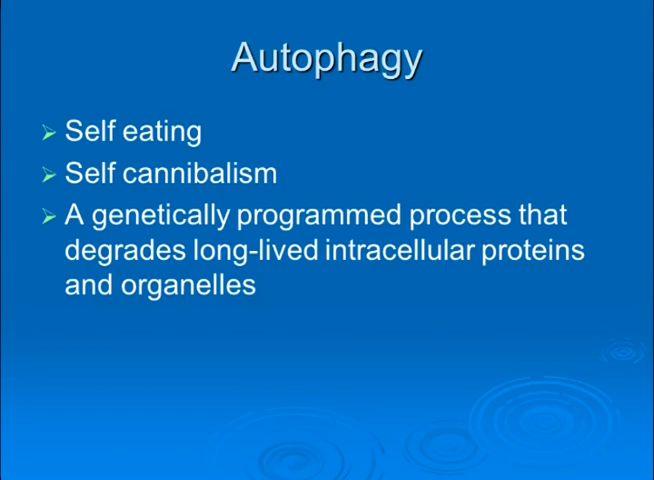 Autophagy
Self eating
Self cannibalism
A genetically programmed process that
degrades long-lived intracellular proteins
and organelles